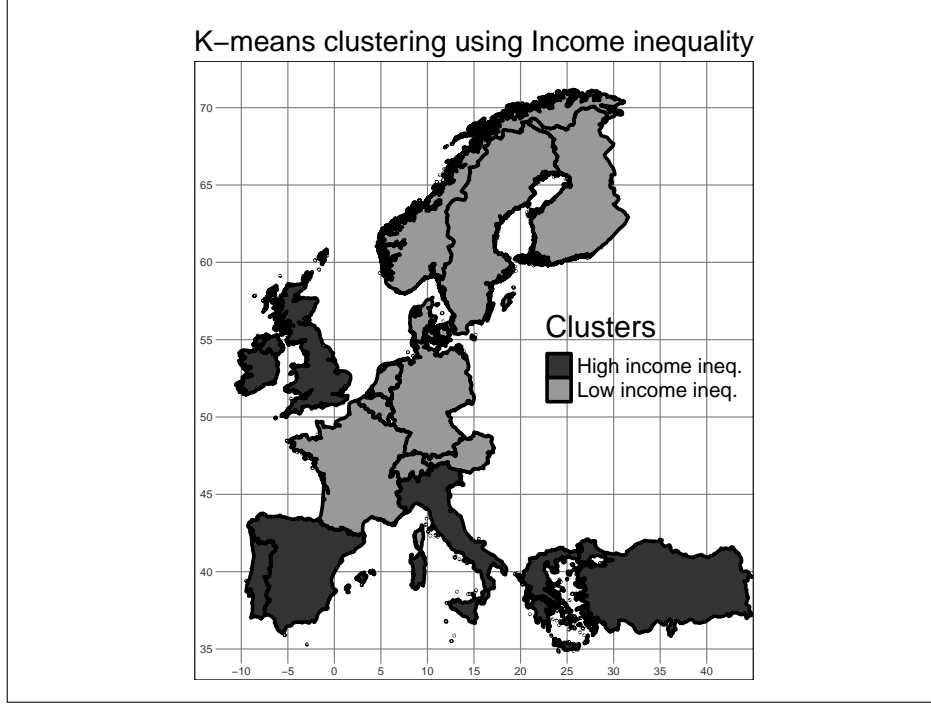 K−means clustering using Income inequality
70
65
60
55
50
45
40
35
Clusters
High income ineq.
Low income ineq.
−10 −5 0 5 10 15 20 25 30 35 40